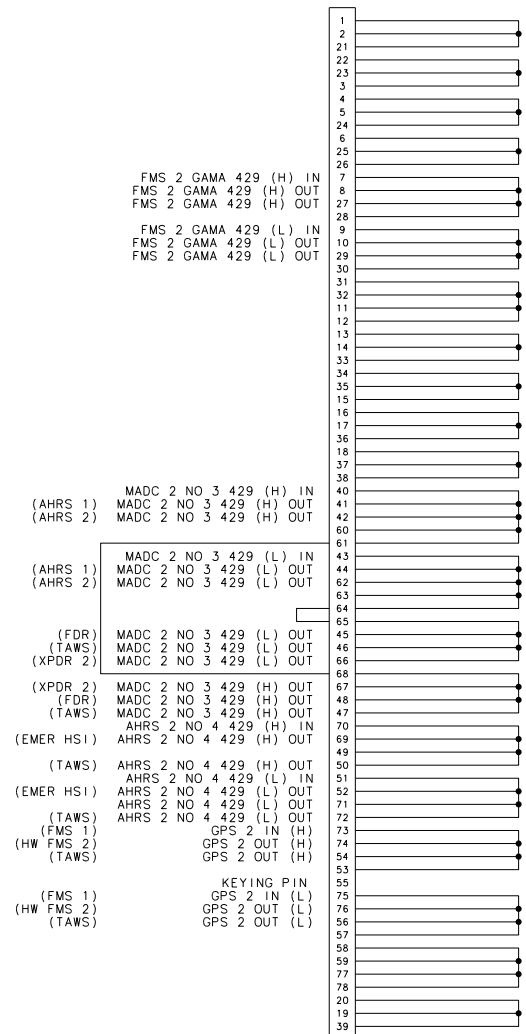 1
2
21
22
23
3
4
5
24
6
25
26
FMS 2 GAMA 429 (H) IN 7
FMS 2 GAMA 429 (H) OUT 8
FMS 2 GAMA 429 (H) OUT 27
28
FMS 2 GAMA 429 (L) IN 9
FMS 2 GAMA 429 (L) OUT 10
FMS 2 GAMA 429 (L) OUT 29
30
31
32
11
12
13
14
33
34
35
15
16
17
36
18
37
38
MADC 2 NO 3 429 (H) IN 40
(AHRS 1) MADC 2 NO 3 429 (H) OUT 41
(AHRS 2) MADC 2 NO 3 429 (H) OUT 42
60
61
MADC 2 NO 3 429 (L) IN 43
(AHRS 1) MADC 2 NO 3 429 (L) OUT 44
(AHRS 2) MADC 2 NO 3 429 (L) OUT 62
63
64
65
(FDR) MADC 2 NO 3 429 (L) OUT 45
(TAWS) MADC 2 NO 3 429 (L) OUT 46
(XPDR 2) MADC 2 NO 3 429 (L) OUT 66
68
(XPDR 2) MADC 2 NO 3 429 (H) OUT 67
(FDR) MADC 2 NO 3 429 (H) OUT 48
(TAWS) MADC 2 NO 3 429 (H) OUT 47
AHRS 2 NO 4 429 (H) IN 70
(EMER HSI) AHRS 2 NO 4 429 (H) OUT 69
49
(TAWS) AHRS 2 NO 4 429 (H) OUT 50
AHRS 2 NO 4 429 (L) IN 51
(EMER HSI) AHRS 2 NO 4 429 (L) OUT 52
AHRS 2 NO 4 429 (L) OUT 71
(TAWS) AHRS 2 NO 4 429 (L) OUT 72
(FMS 1) GPS 2 IN (H) 73
(HW FMS 2) GPS 2 OUT (H) 74
(TAWS) GPS 2 OUT (H) 54
53
KEYING PIN 55
(FMS 1) GPS 2 IN (L) 75
(HW FMS 2) GPS 2 OUT (L) 76
(TAWS) GPS 2 OUT (L) 56
57
58
59
77
78
20
19
39